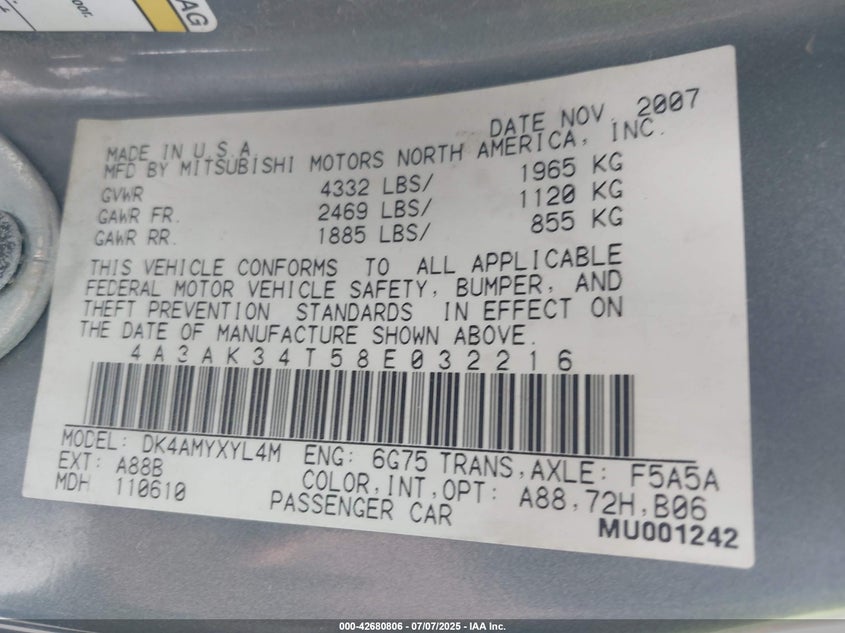 AG
DATE NOV. 2007
MADE IN U.S.A.
MFD BY MITSUBISHI MOTORS NORTH AMERICA, INC.
GVWR 4332 LBS/ 1965 KG
GAWR FR. 2469 LBS/ 1120 KG
GAWR RR. 1885 LBS/ 855 KG
THIS VEHICLE CONFORMS TO ALL APPLICABLE
FEDERAL MOTOR VEHICLE SAFETY, BUMPER, AND
THEFT PREVENTION STANDARDS IN EFFECT ON
THE DATE OF MANUFACTURE SHOWN ABOVE.
4A3AK34T58E032216
MODEL: DK4AMYXYL4M ENG: 6G75 TRANS,AXLE: F5A5A
EXT: A88B COLOR,INT,OPT: A88,72H,B06
MDH 110610 PASSENGER CAR
MU001242
000-42680806 - 07/07/2025 - IAA Inc.